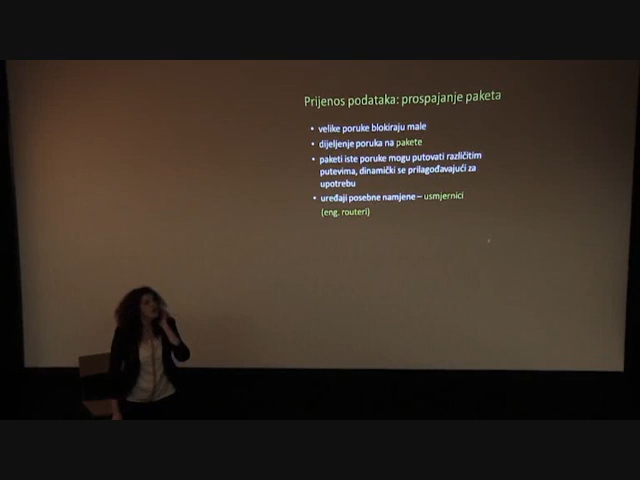 Prijenos podataka: prospajanje paketa
• velike poruke blokiraju male
• dijeljenje poruka na pakete
• paketi iste poruke mogu putovati različitim
putevima, dinamički se prilagođavajući za
upotrebu
• uređaji posebne namjene – usmjernici
(eng. routeri)